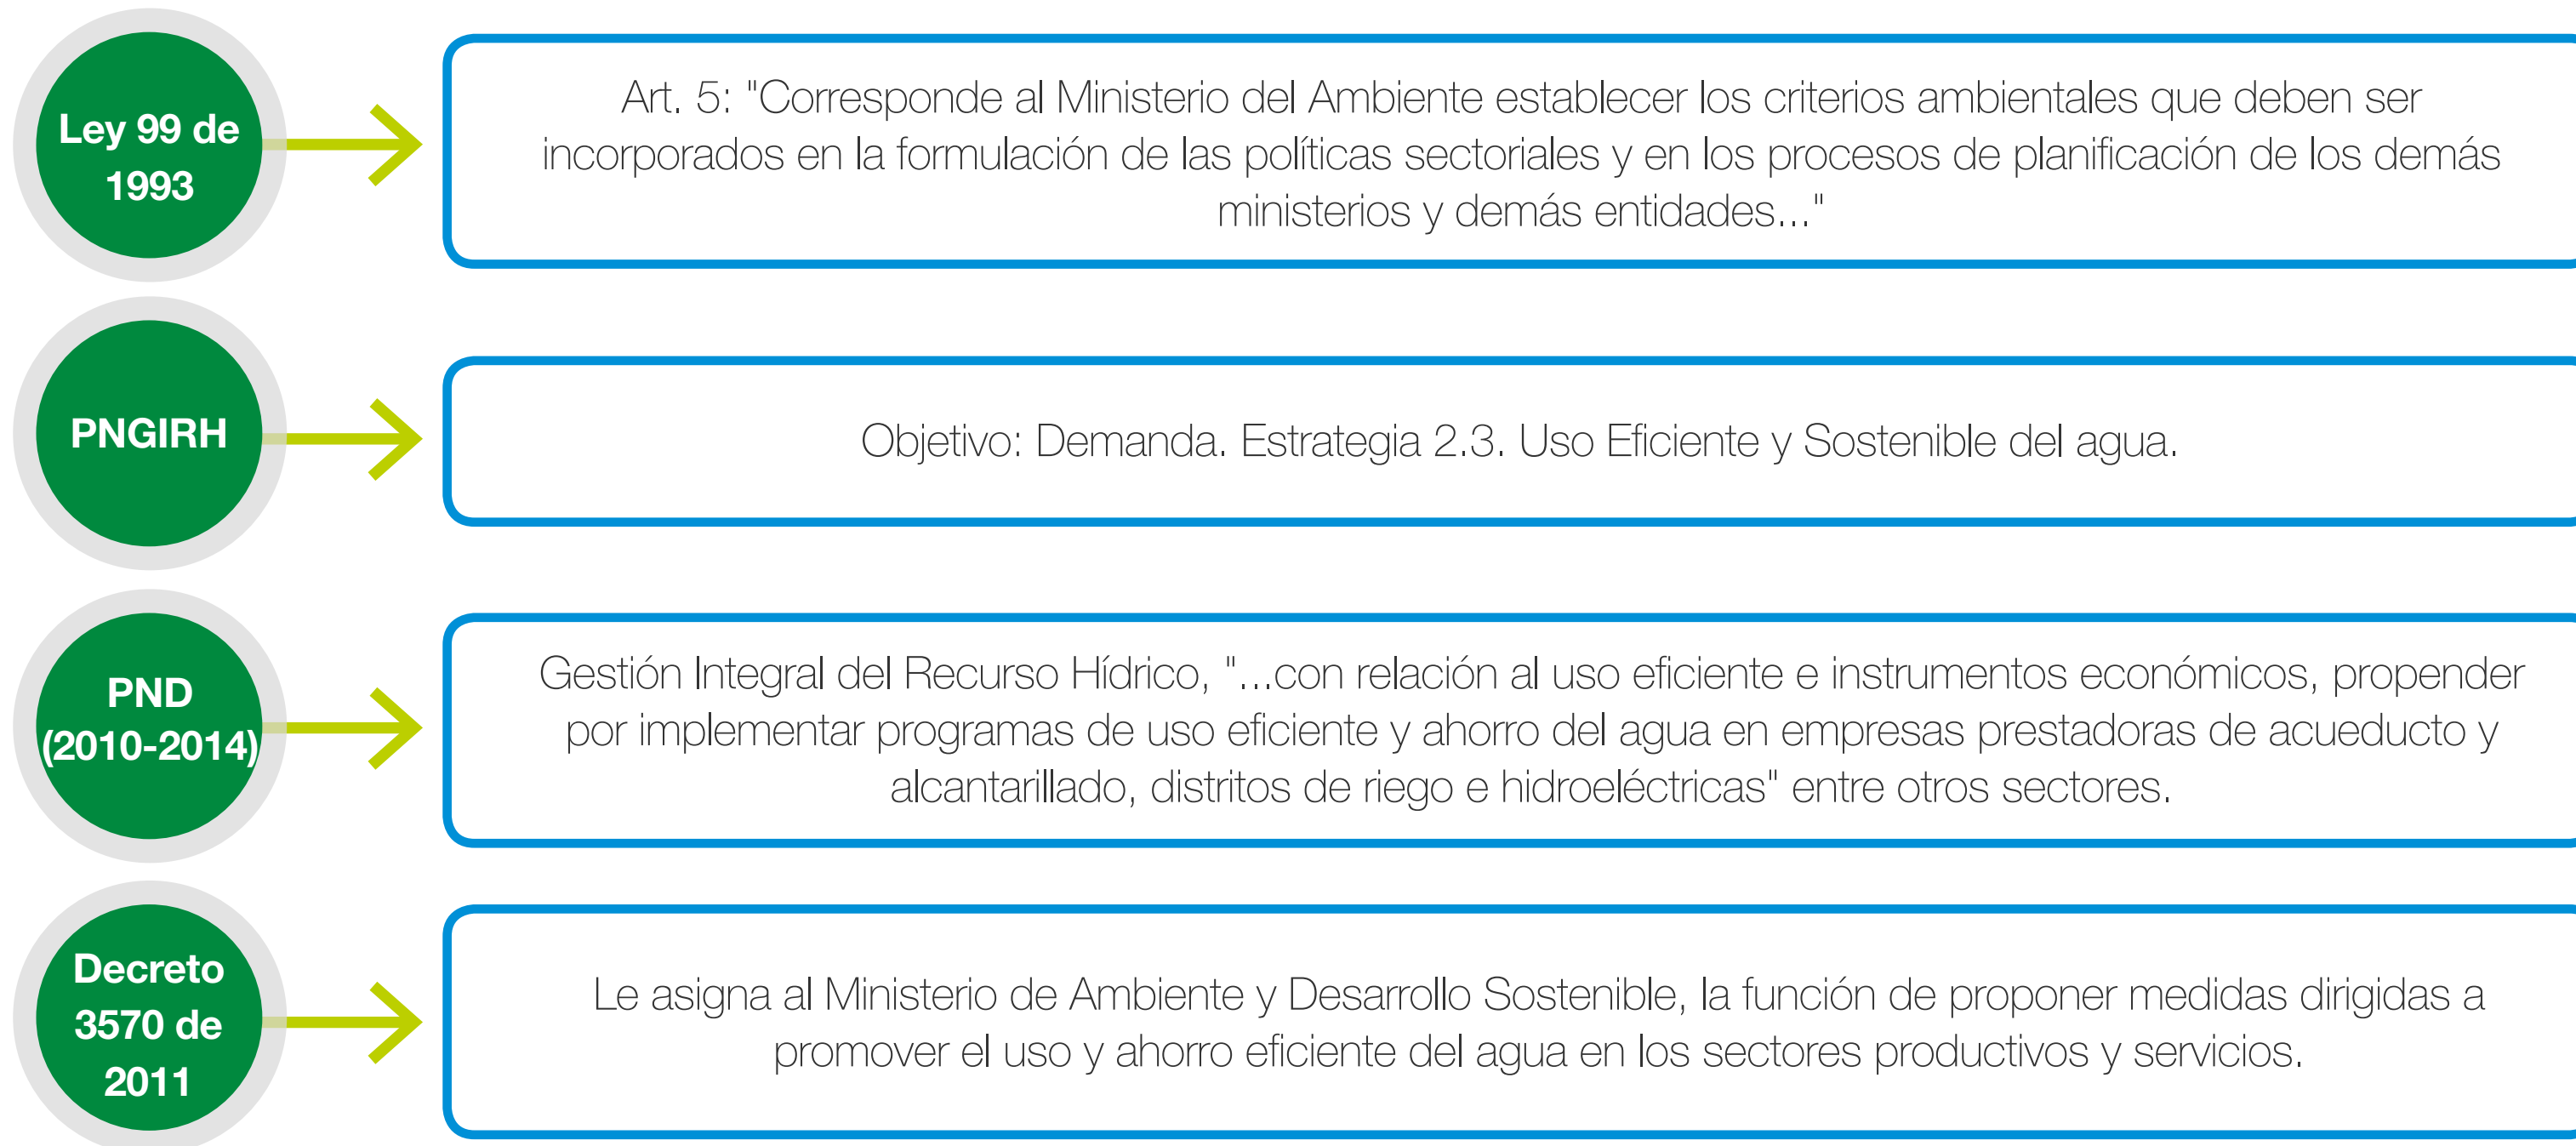 Ley 99 de
1993
Art. 5: "Corresponde al Ministerio del Ambiente establecer los criterios ambientales que deben ser
incorporados en la formulación de las políticas sectoriales y en los procesos de planificación de los demás
ministerios y demás entidades..."
PNGIRH
Objetivo: Demanda. Estrategia 2.3. Uso Eficiente y Sostenible del agua.
PND
(2010-2014)
Gestión Integral del Recurso Hídrico, "...con relación al uso eficiente e instrumentos económicos, propender
por implementar programas de uso eficiente y ahorro del agua en empresas prestadoras de acueducto y
alcantarillado, distritos de riego e hidroeléctricas" entre otros sectores.
Decreto
3570 de
2011
Le asigna al Ministerio de Ambiente y Desarrollo Sostenible, la función de proponer medidas dirigidas a
promover el uso y ahorro eficiente del agua en los sectores productivos y servicios.